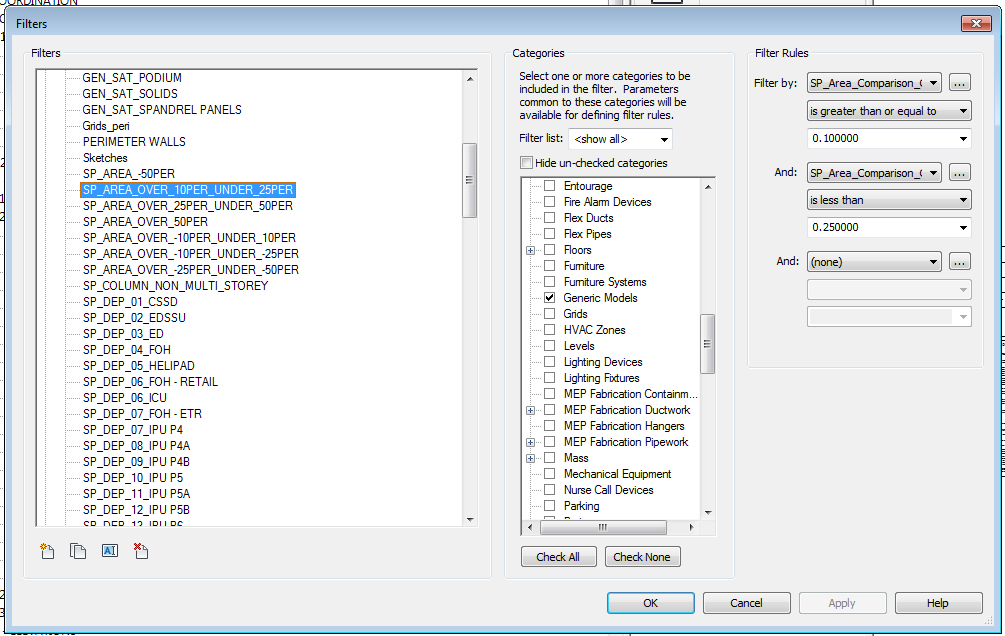 Filters
Filters
GEN_SAT_PODIUM
GEN_SAT_SOLIDS
GEN_SAT_SPANDREL PANELS
Grids_peri
PERIMETER WALLS
Sketches
SP_AREA_-50PER
SP_AREA_OVER_10PER_UNDER_25PER
SP_AREA_OVER_25PER_UNDER_50PER
SP_AREA_OVER_50PER
SP_AREA_OVER_-10PER_UNDER_10PER
SP_AREA_OVER_-10PER_UNDER_-25PER
SP_AREA_OVER_-25PER_UNDER_-50PER
SP_COLUMN_NON_MULTI_STOREY
SP_DEP_01_CSSD
SP_DEP_02_EDSSU
SP_DEP_03_ED
SP_DEP_04_FOH
SP_DEP_05_HELIPAD
SP_DEP_06_FOH - RETAIL
SP_DEP_06_ICU
SP_DEP_07_FOH - ETR
SP_DEP_07_IPU P4
SP_DEP_08_IPU P4A
SP_DEP_09_IPU P4B
SP_DEP_10_IPU P5
SP_DEP_11_IPU P5A
SP_DEP_12_IPU P5B
SP_DEP_13_IPU P6
Categories
Select one or more categories to be
included in the filter. Parameters
common to these categories will be
available for defining filter rules.
Filter list: <show all>
Hide un-checked categories
Entourage
Fire Alarm Devices
Flex Ducts
Flex Pipes
Floors
Furniture
Furniture Systems
Generic Models
Grids
HVAC Zones
Levels
Lighting Devices
Lighting Fixtures
MEP Fabrication Containm...
MEP Fabrication Ductwork
MEP Fabrication Hangers
MEP Fabrication Pipework
Mass
Mechanical Equipment
Nurse Call Devices
Parking
Check All
Check None
Filter Rules
Filter by: SP_Area_Comparison_( ...
is greater than or equal to
0.100000
And: SP_Area_Comparison_( ...
is less than
0.250000
And: (none) ...
OK
Cancel
Apply
Help